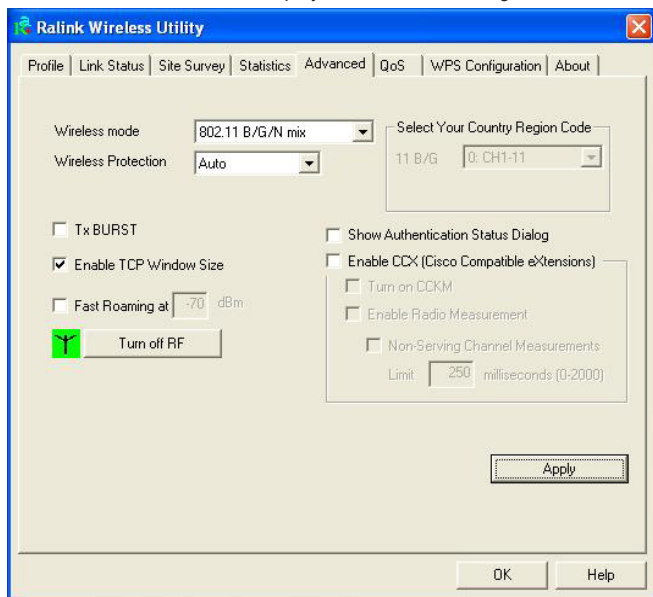 Ralink Wireless Utility
Profile Link Status Site Survey Statistics Advanced QoS WPS Configuration About
Wireless mode 802.11 B/G/N mix
Wireless Protection Auto
Select Your Country Region Code
11 B/G 0: CH1-11
Tx BURST
Enable TCP Window Size
Fast Roaming at -70 dBm
Turn off RF
Show Authentication Status Dialog
Enable CCX (Cisco Compatible eXtensions)
Turn on CCKM
Enable Radio Measurement
Non-Serving Channel Measurements
Limit 250 milliseconds (0-2000)
Apply
OK Help